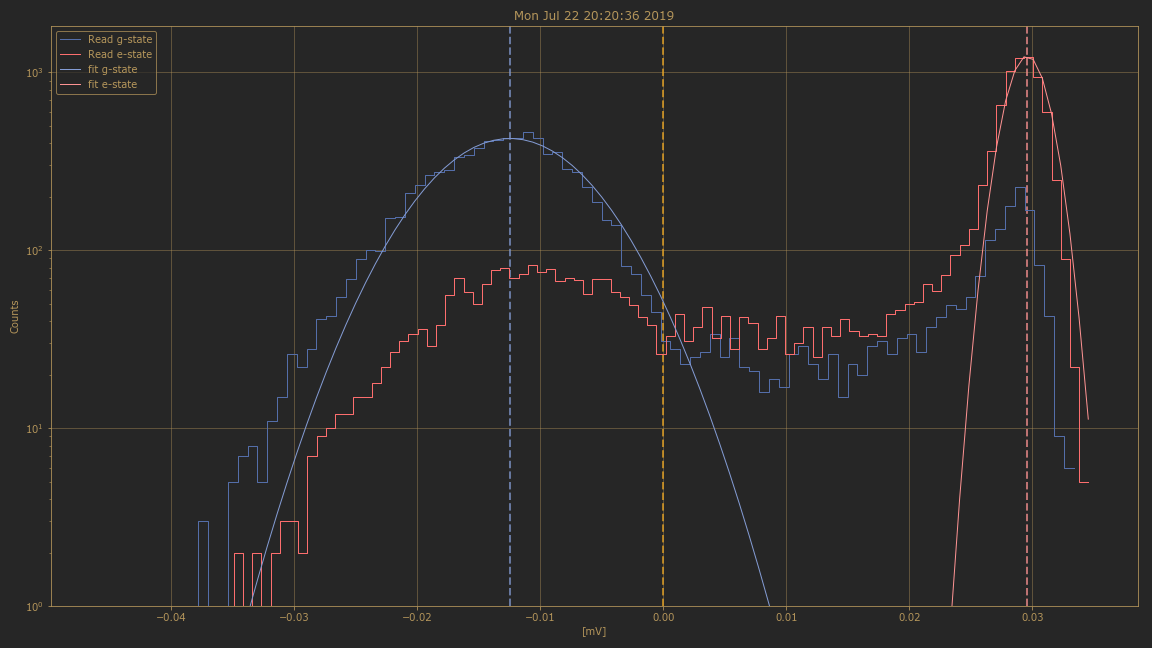 Mon Jul 22 20:20:36 2019
Read g-state
Read e-state
fit g-state
fit e-state
Counts
10³
10²
10¹
10⁰
−0.04 −0.03 −0.02 −0.01 0.00 0.01 0.02 0.03
[mV]